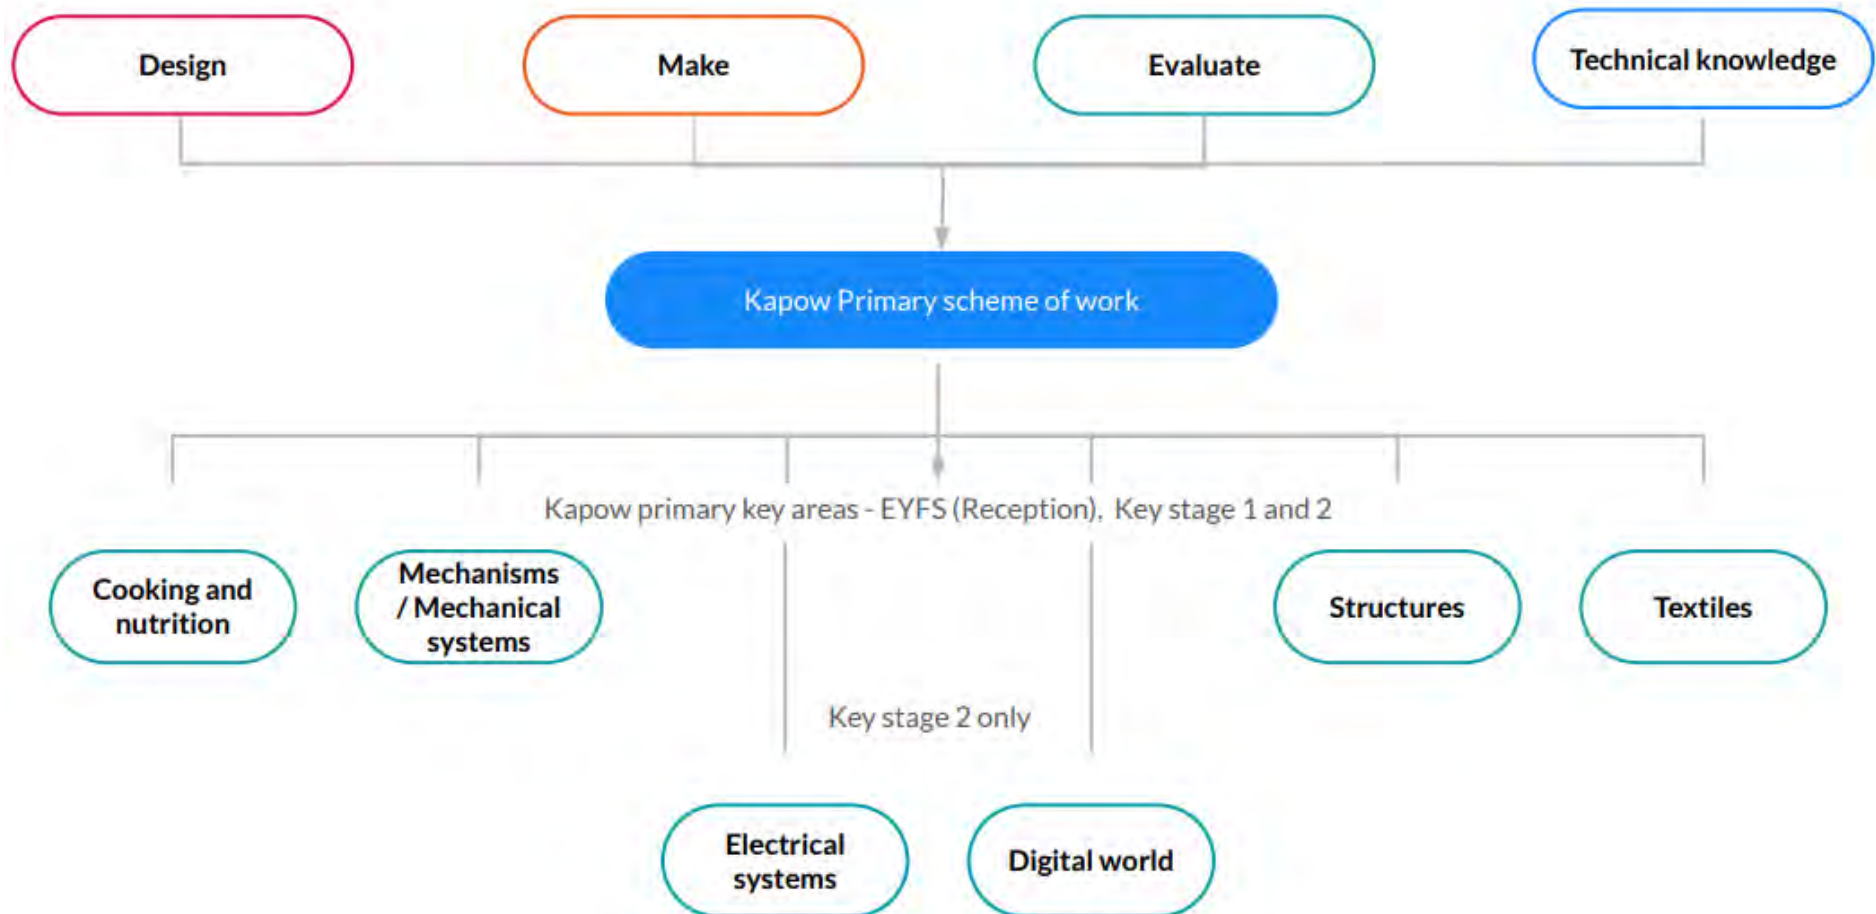 Design
Make
Evaluate
Technical knowledge
Kapow Primary scheme of work
Kapow primary key areas - EYFS (Reception), Key stage 1 and 2
Cooking and
nutrition
Mechanisms
/ Mechanical
systems
Structures
Textiles
Key stage 2 only
Electrical
systems
Digital world